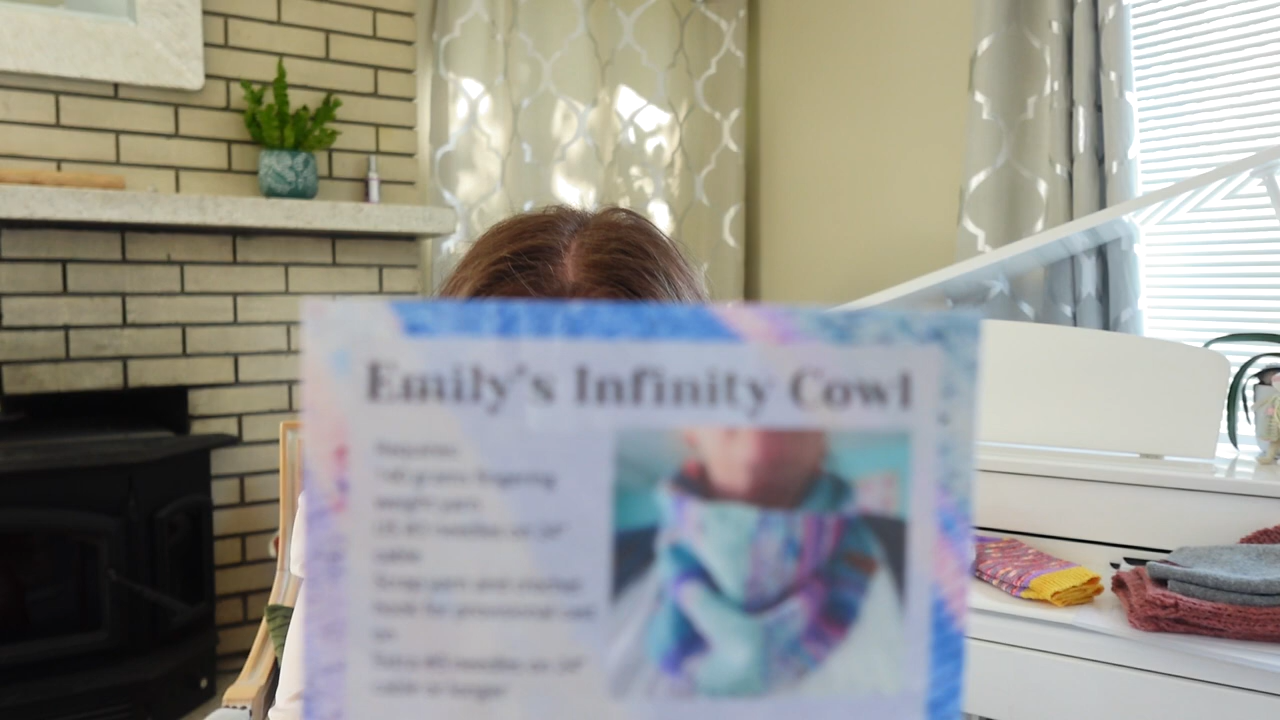 Emily's Infinity Cowl
Requires:
140 grams fingering
weight yarn
US #3 needles on 24"
cable
Scrap yarn and crochet
hook for provisional cast
on
Extra #3 needles on 24"
cable or longer